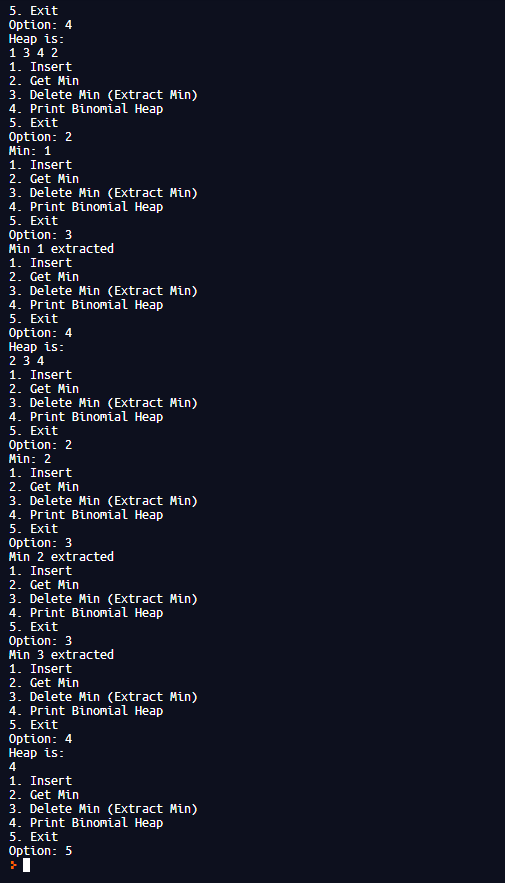 5. Exit
Option: 4
Heap is:
1 3 4 2
1. Insert
2. Get Min
3. Delete Min (Extract Min)
4. Print Binomial Heap
5. Exit
Option: 2
Min: 1
1. Insert
2. Get Min
3. Delete Min (Extract Min)
4. Print Binomial Heap
5. Exit
Option: 3
Min 1 extracted
1. Insert
2. Get Min
3. Delete Min (Extract Min)
4. Print Binomial Heap
5. Exit
Option: 4
Heap is:
2 3 4
1. Insert
2. Get Min
3. Delete Min (Extract Min)
4. Print Binomial Heap
5. Exit
Option: 2
Min: 2
1. Insert
2. Get Min
3. Delete Min (Extract Min)
4. Print Binomial Heap
5. Exit
Option: 3
Min 2 extracted
1. Insert
2. Get Min
3. Delete Min (Extract Min)
4. Print Binomial Heap
5. Exit
Option: 3
Min 3 extracted
1. Insert
2. Get Min
3. Delete Min (Extract Min)
4. Print Binomial Heap
5. Exit
Option: 4
Heap is:
4
1. Insert
2. Get Min
3. Delete Min (Extract Min)
4. Print Binomial Heap
5. Exit
Option: 5